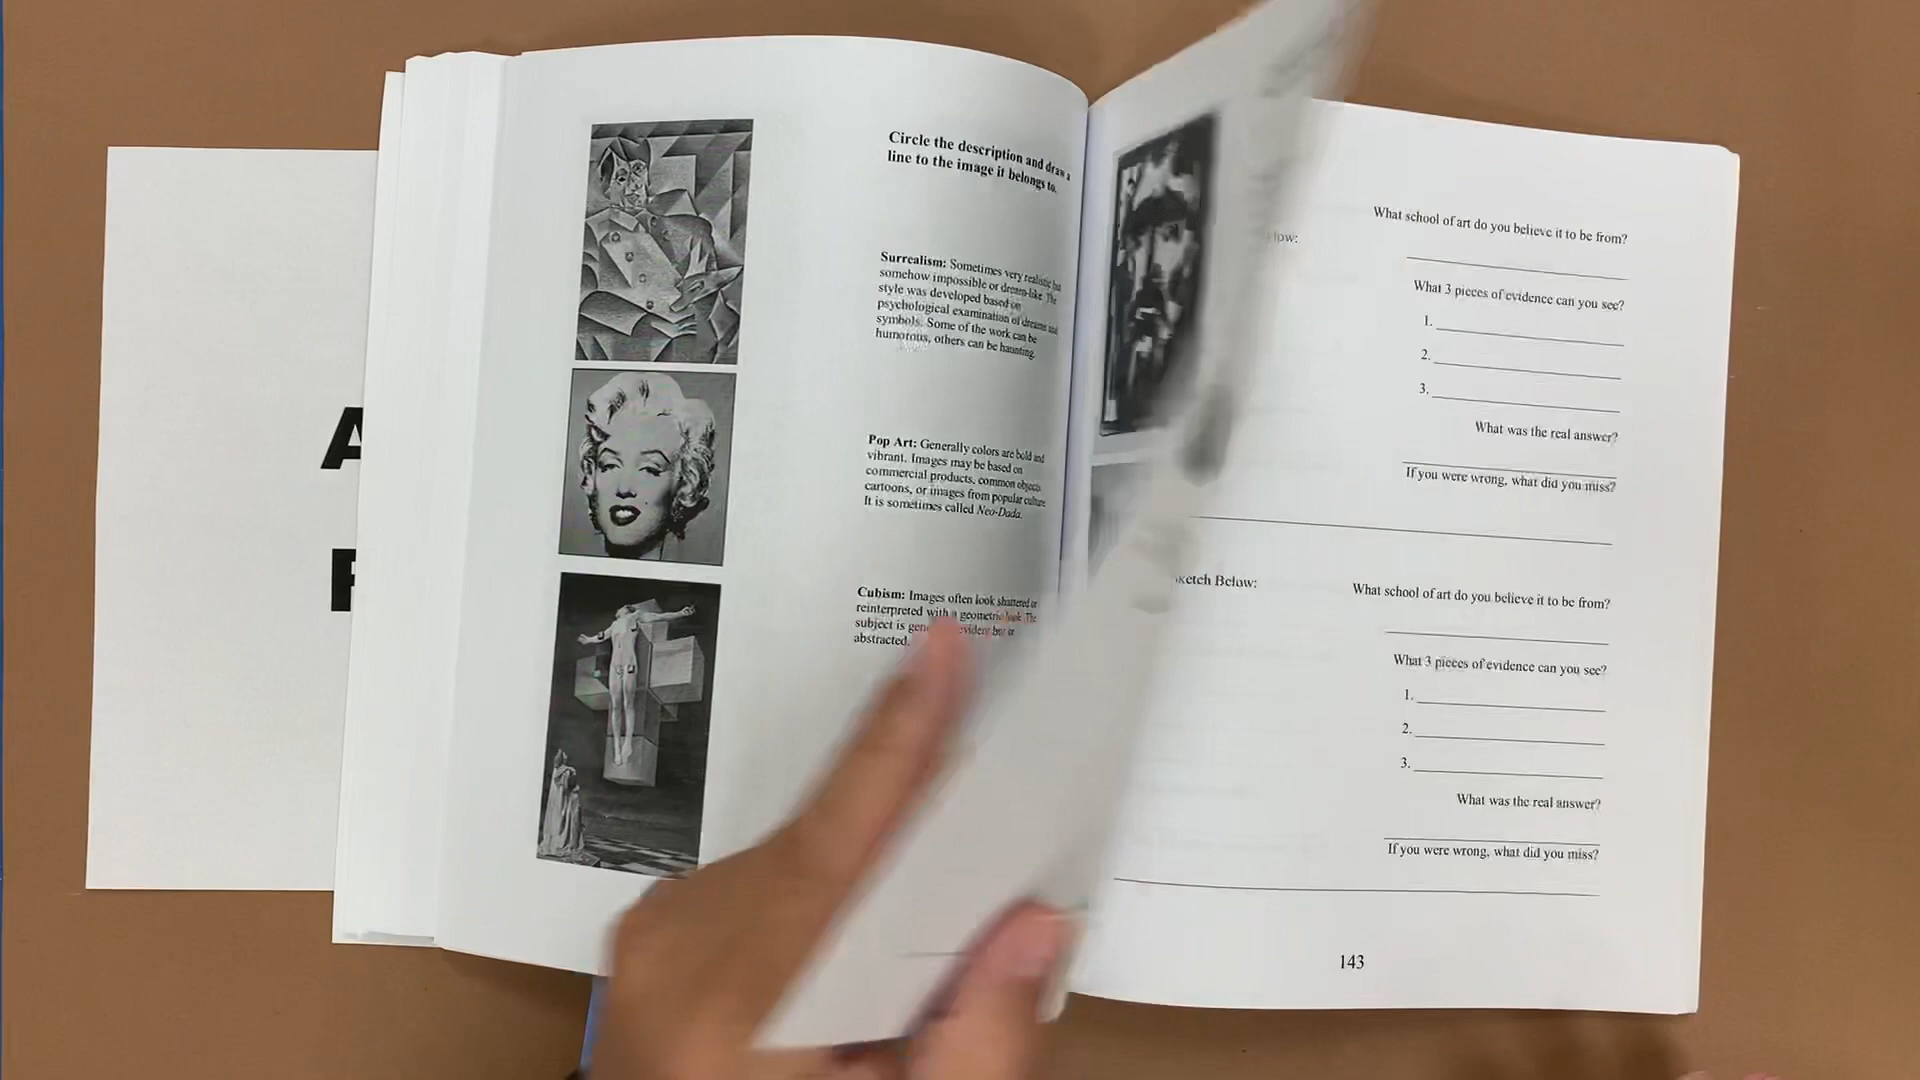 A
F
Circle the description and draw a
line to the image it belongs to.
Surrealism: Sometimes very realistic but
somehow impossible or dream-like. The
style was developed based on
psychological examination of dreams and
symbols. Some of the work can be
humorous, others can be haunting.
Pop Art: Generally colors are bold and
vibrant. Images may be based on
commercial products, common objects,
cartoons, or images from popular culture.
It is sometimes called Neo-Dada.
Cubism: Images often look shattered or
reinterpreted with a geometric look. The
subject is evident but or
abstracted.
low:
What school of art do you believe it to be from?
What 3 pieces of evidence can you see?
1.
2.
3.
What was the real answer?
If you were wrong, what did you miss?
ketch Below:
What school of art do you believe it to be from?
What 3 pieces of evidence can you see?
1.
2.
3.
What was the real answer?
If you were wrong, what did you miss?
143